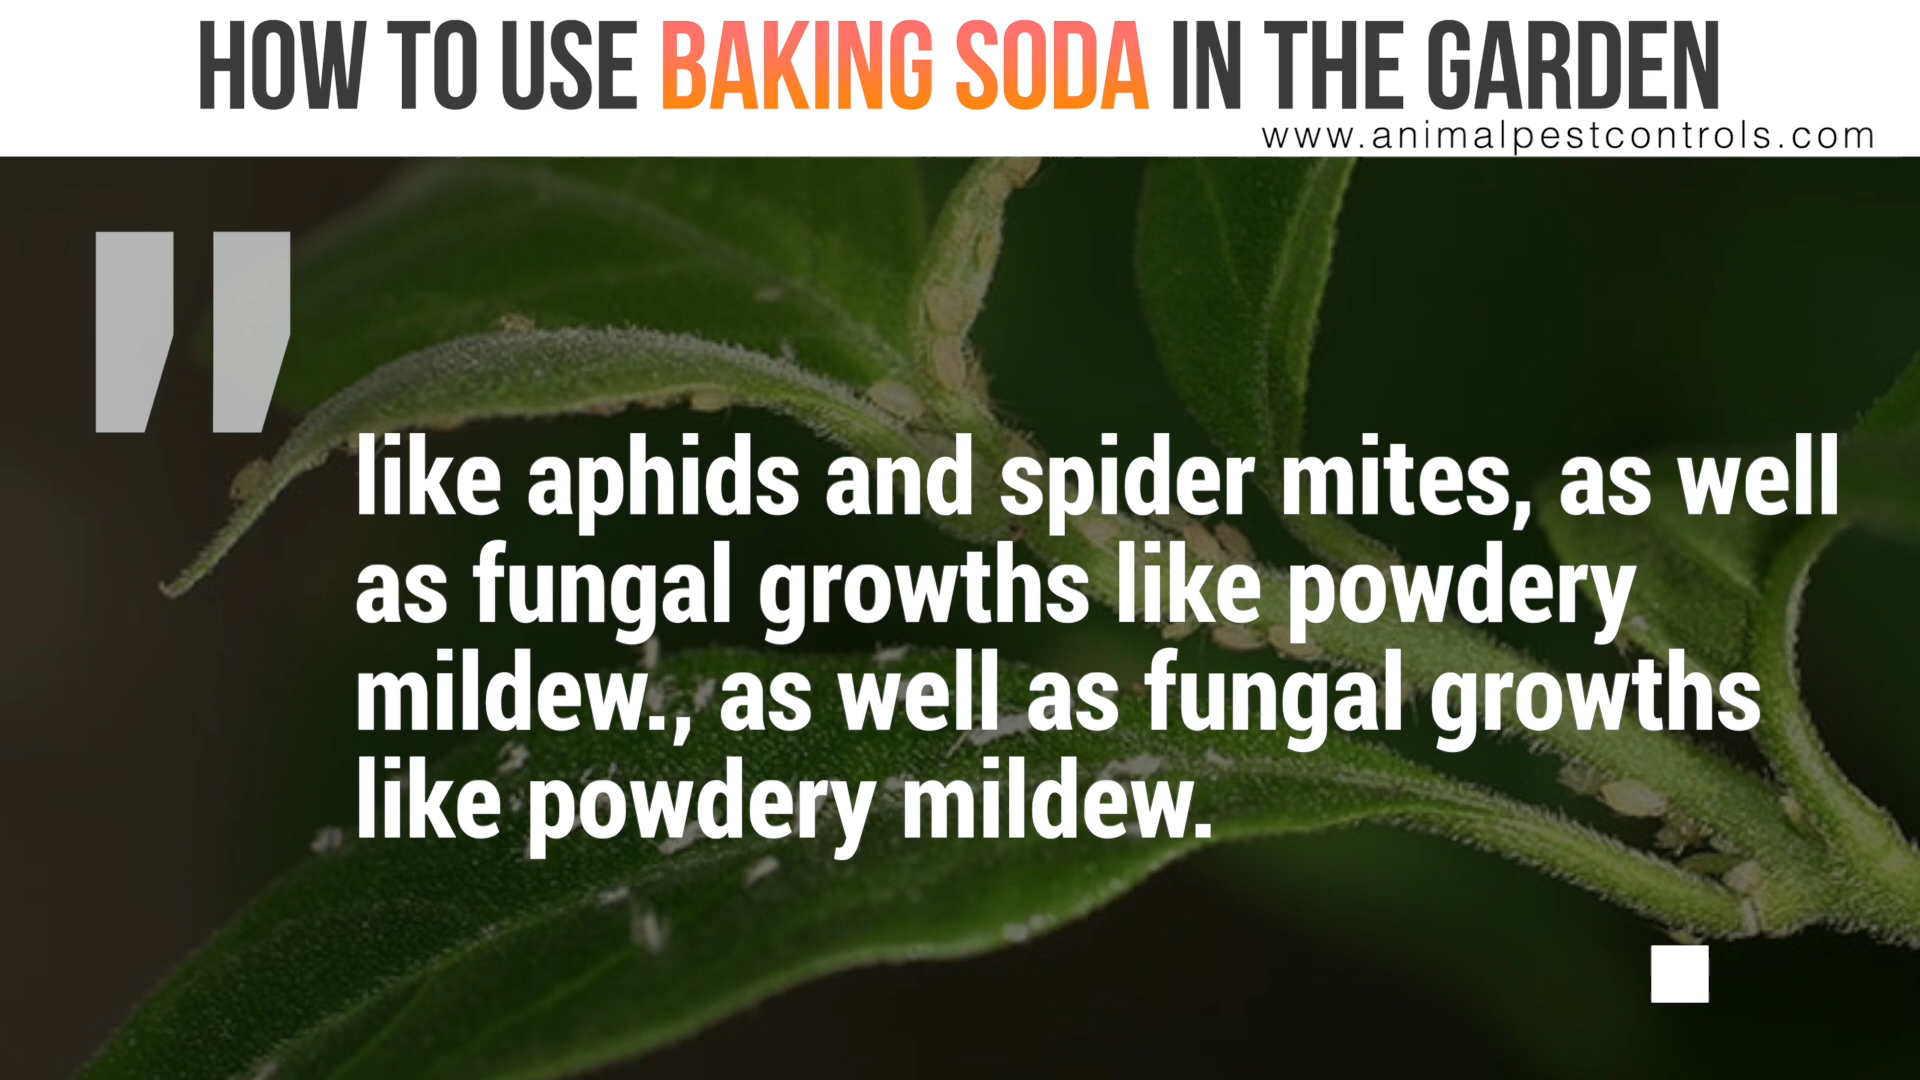 HOW TO USE BAKING SODA IN THE GARDEN
www.animalpestcontrols.com
"
like aphids and spider mites, as well
as fungal growths like powdery
mildew., as well as fungal growths
like powdery mildew.